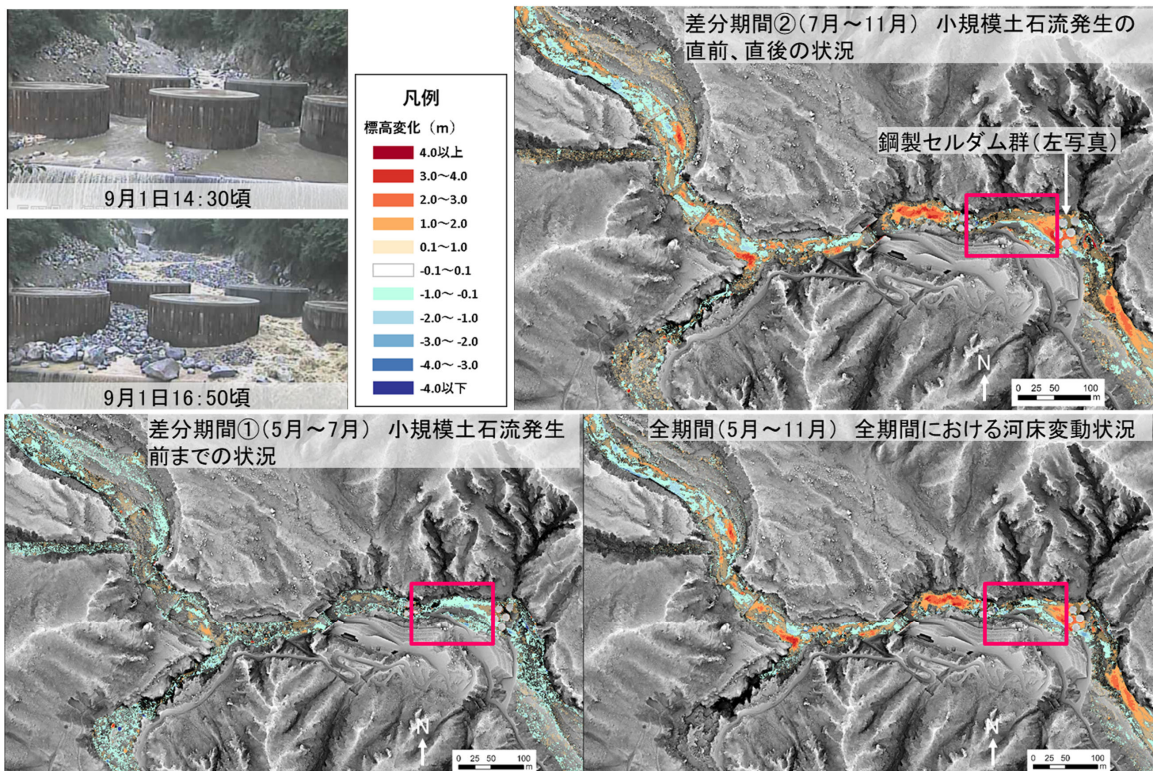 9月1日14:30頃
9月1日16:50頃
凡例
標高変化（m）
4.0以上
3.0～4.0
2.0～3.0
1.0～2.0
0.1～1.0
-0.1～0.1
-1.0～ -0.1
-2.0～ -1.0
-3.0～ -2.0
-4.0～ -3.0
-4.0以下
差分期間②（7月～11月） 小規模土石流発生の
直前、直後の状況
鋼製セルダム群（左写真）
N
0 25 50 100
m
差分期間①（5月～7月） 小規模土石流発生
前までの状況
N
0 25 50 100
m
全期間（5月～11月） 全期間における河床変動状況
N
0 25 50 100
m